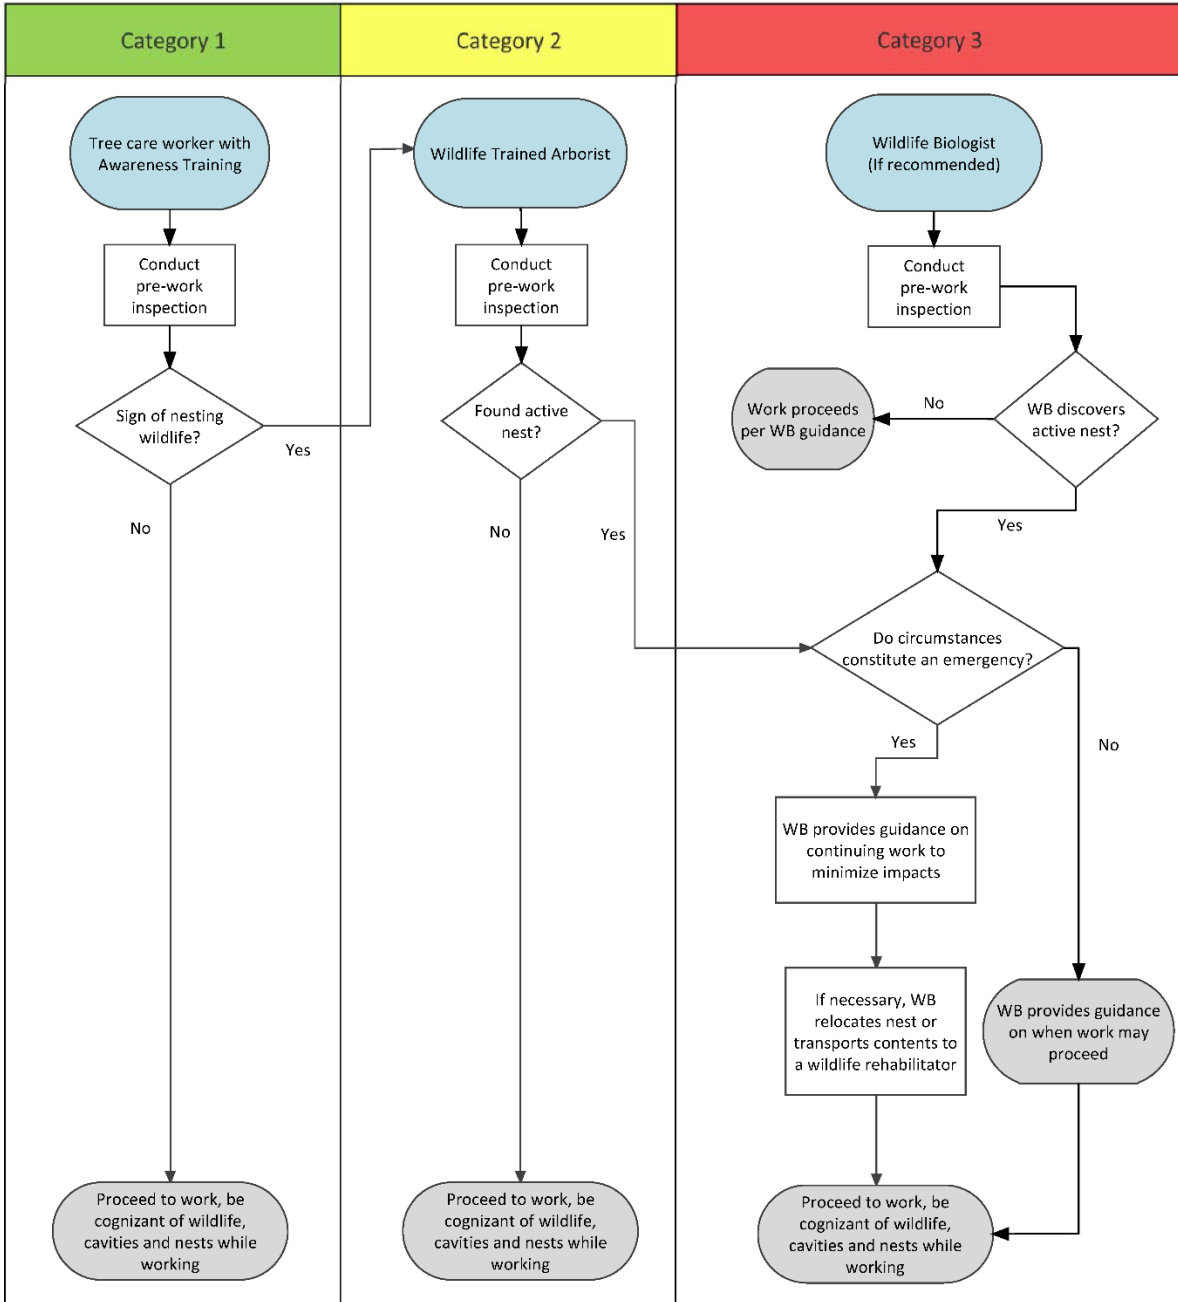 Category 1
Category 2
Category 3
Tree care worker with
Awareness Training
Conduct
pre-work
inspection
Sign of nesting
wildlife?
Yes
No
Proceed to work, be
cognizant of wildlife,
cavities and nests while
working
Wildlife Trained Arborist
Conduct
pre-work
inspection
Found active
nest?
No
Yes
Proceed to work, be
cognizant of wildlife,
cavities and nests while
working
Wildlife Biologist
(If recommended)
Conduct
pre-work
inspection
WB discovers
active nest?
No
Work proceeds
per WB guidance
Yes
Do circumstances
constitute an emergency?
Yes
No
WB provides guidance on
continuing work to
minimize impacts
If necessary, WB
relocates nest or
transports contents to
a wildlife rehabilitator
WB provides guidance
on when work may
proceed
Proceed to work, be
cognizant of wildlife,
cavities and nests while
working